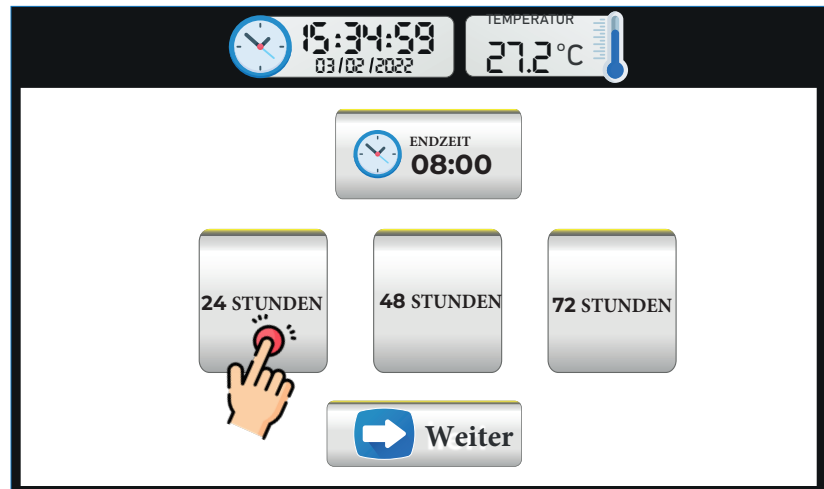 15:34:59
03/02/2022
TEMPERATUR
27.2°C
ENDZEIT
08:00
24 STUNDEN
48 STUNDEN
72 STUNDEN
Weiter